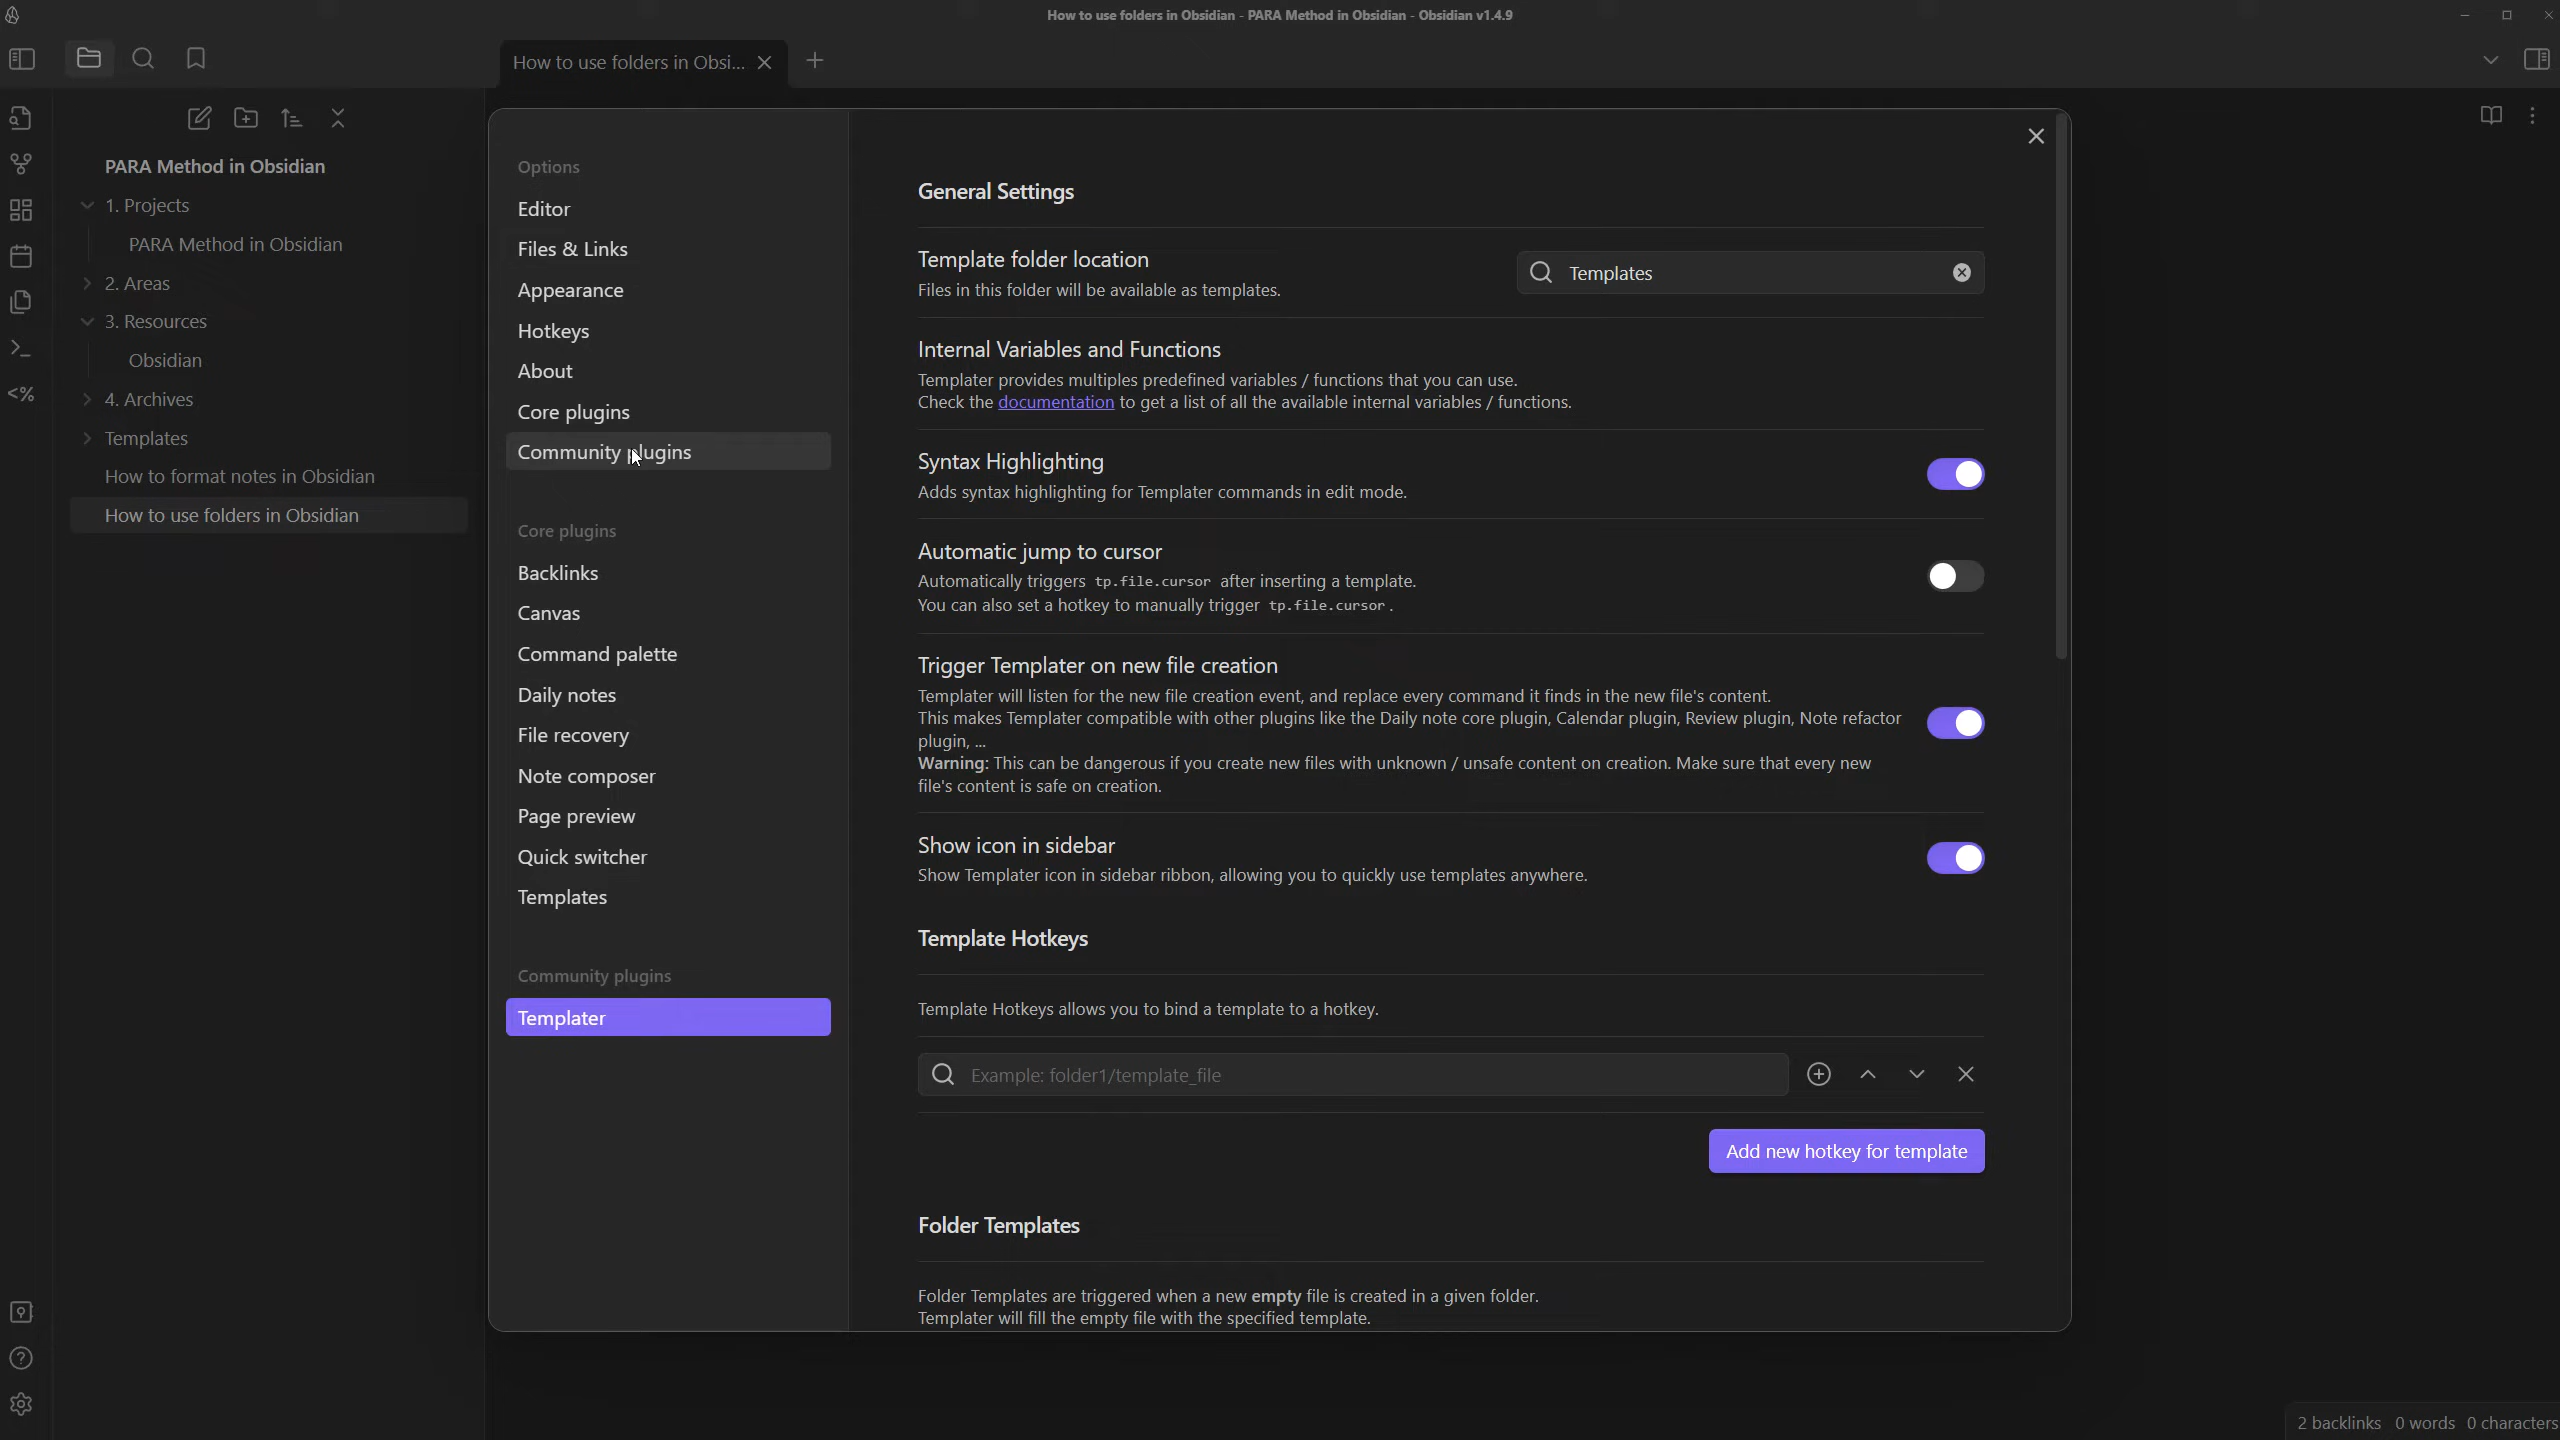 How to use folders in Obsidian - PARA Method in Obsidian - Obsidian v1.4.9
How to use folders in Obsi...
PARA Method in Obsidian
1. Projects
PARA Method in Obsidian
2. Areas
3. Resources
Obsidian
4. Archives
Templates
How to format notes in Obsidian
How to use folders in Obsidian
Options
Editor
Files & Links
Appearance
Hotkeys
About
Core plugins
Community plugins
Core plugins
Backlinks
Canvas
Command palette
Daily notes
File recovery
Note composer
Page preview
Quick switcher
Templates
Community plugins
Templater
General Settings
Template folder location
Files in this folder will be available as templates.
Templates
Internal Variables and Functions
Templater provides multiples predefined variables / functions that you can use.
Check the documentation to get a list of all the available internal variables / functions.
Syntax Highlighting
Adds syntax highlighting for Templater commands in edit mode.
Automatic jump to cursor
Automatically triggers tp.file.cursor after inserting a template.
You can also set a hotkey to manually trigger tp.file.cursor.
Trigger Templater on new file creation
Templater will listen for the new file creation event, and replace every command it finds in the new file's content.
This makes Templater compatible with other plugins like the Daily note core plugin, Calendar plugin, Review plugin, Note refactor
plugin, ...
Warning: This can be dangerous if you create new files with unknown / unsafe content on creation. Make sure that every new
file's content is safe on creation.
Show icon in sidebar
Show Templater icon in sidebar ribbon, allowing you to quickly use templates anywhere.
Template Hotkeys
Template Hotkeys allows you to bind a template to a hotkey.
Example: folder1/template_file
Add new hotkey for template
Folder Templates
Folder Templates are triggered when a new empty file is created in a given folder.
Templater will fill the empty file with the specified template.
2 backlinks 0 words 0 characters